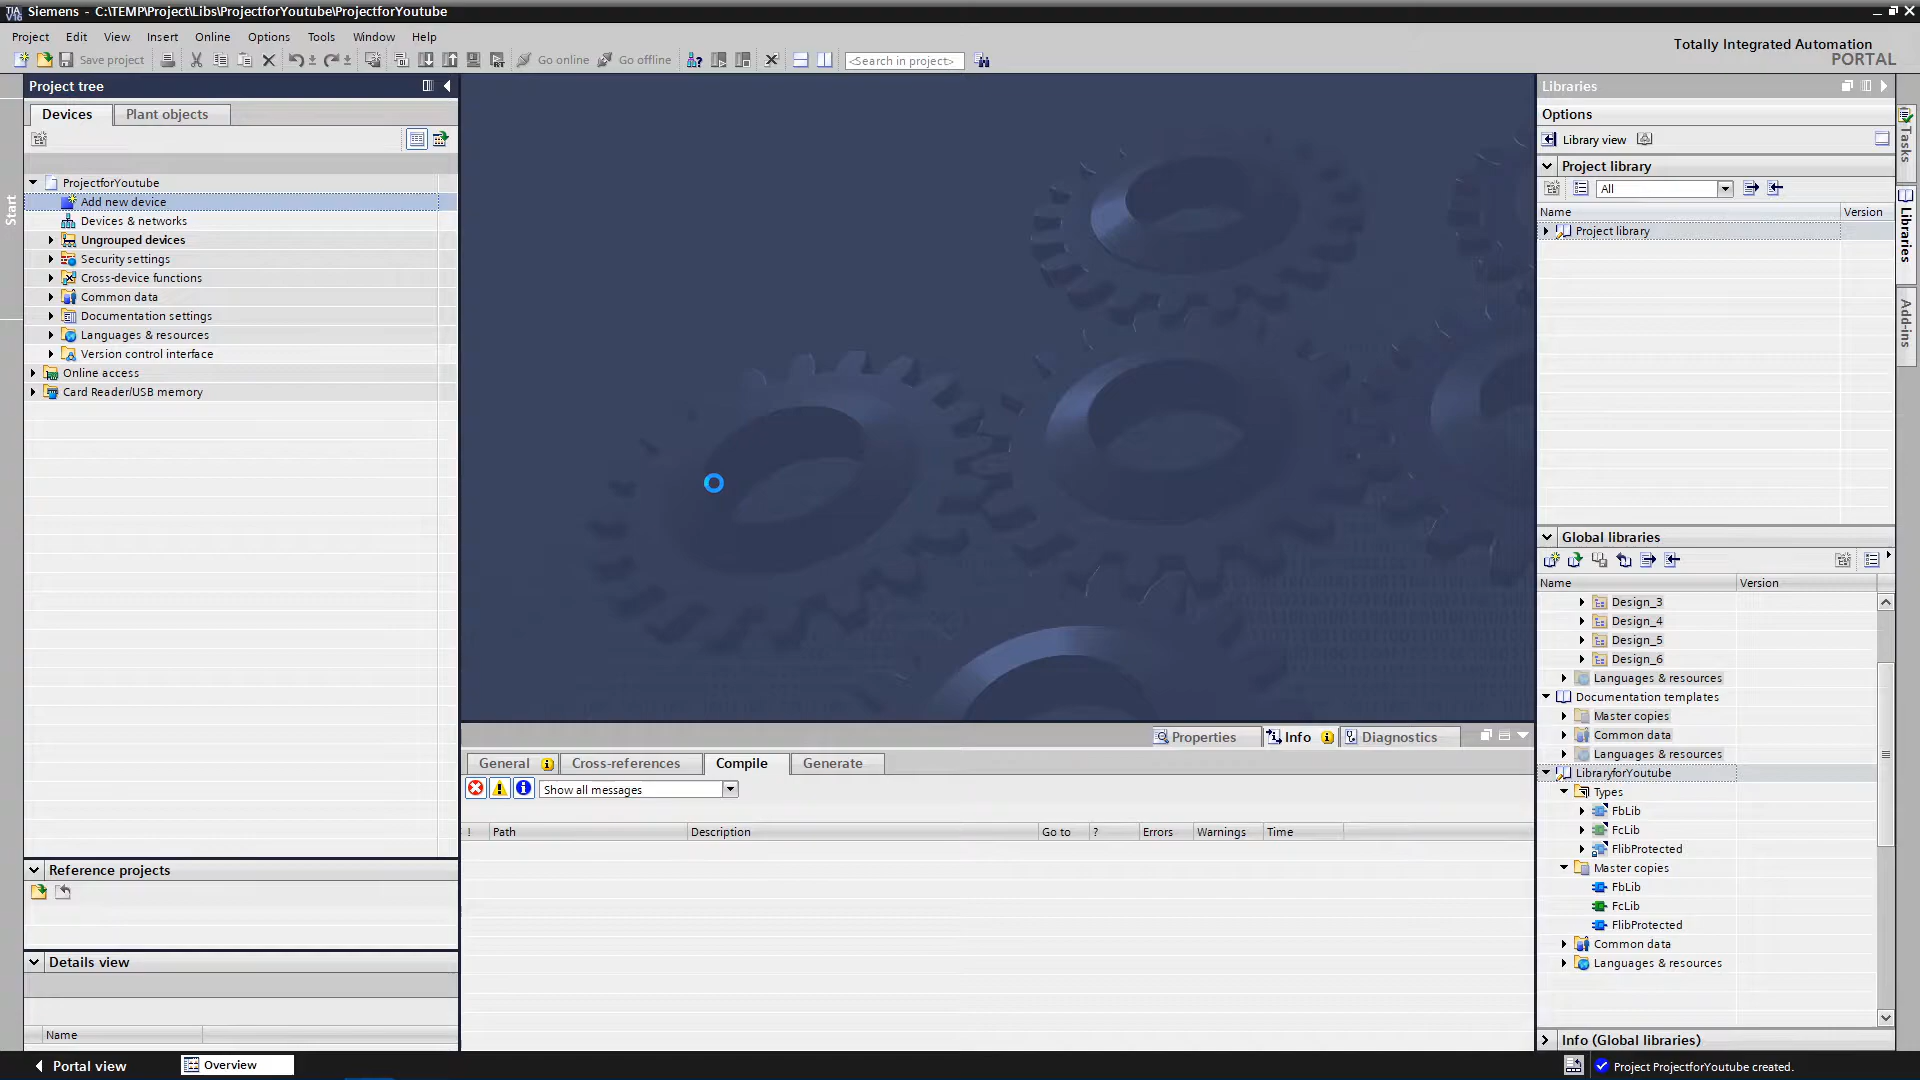 Siemens - C:\TEMP\Project\Libs\ProjectforYoutube\ProjectforYoutube
Project Edit View Insert Online Options Tools Window Help
Totally Integrated Automation
PORTAL
Save project
Go online
Go offline
<Search in project>
Project tree
Devices
Plant objects
Start
ProjectforYoutube
Add new device
Devices & networks
Ungrouped devices
Security settings
Cross-device functions
Common data
Documentation settings
Languages & resources
Version control interface
Online access
Card Reader/USB memory
Reference projects
Details view
Name
Properties
Info
Diagnostics
General
Cross-references
Compile
Generate
Show all messages
! Path Description Go to ? Errors Warnings Time
Libraries
Options
Library view
Project library
All
Name Version
Project library
Global libraries
Name Version
Design_3
Design_4
Design_5
Design_6
Languages & resources
Documentation templates
Master copies
Common data
Languages & resources
LibraryforYoutube
Types
FbLib
FcLib
FlibProtected
Master copies
FbLib
FcLib
FlibProtected
Common data
Languages & resources
Info (Global libraries)
Tasks
Libraries
Add-ins
Portal view
Overview
Project ProjectforYoutube created.